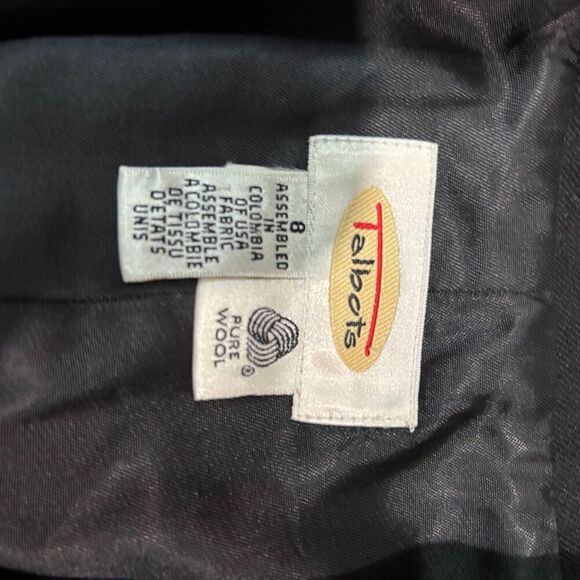 Talbots
8
ASSEMBLED
IN
COLOMBIA
OF USA
FABRIC
ASSEMBLE
A COLOMBIE
DE TISSU
D'ETATS
UNIS
®
PURE
WOOL